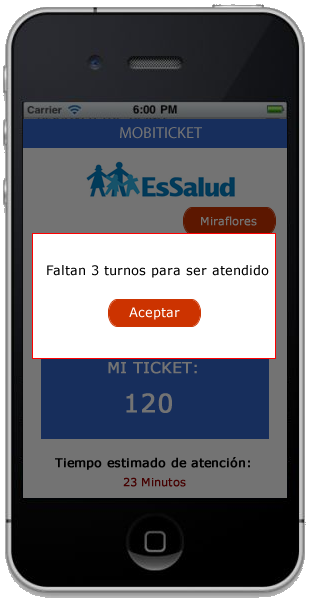 Carrier 6:00 PM
MOBITICKET
EsSalud
Miraflores
Faltan 3 turnos para ser atendido
Aceptar
MI TICKET:
120
Tiempo estimado de atención:
23 Minutos